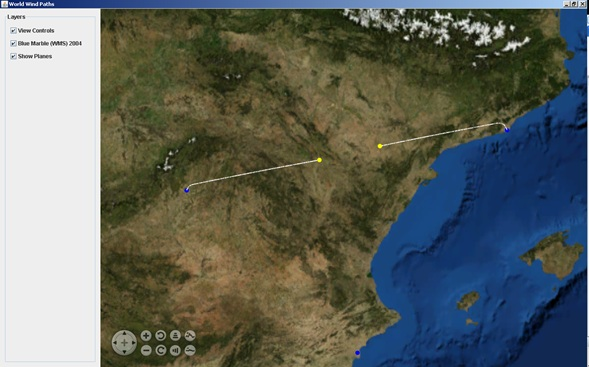 World Wind Paths
Layers
View Controls
Blue Marble (WMS) 2004
Show Planes